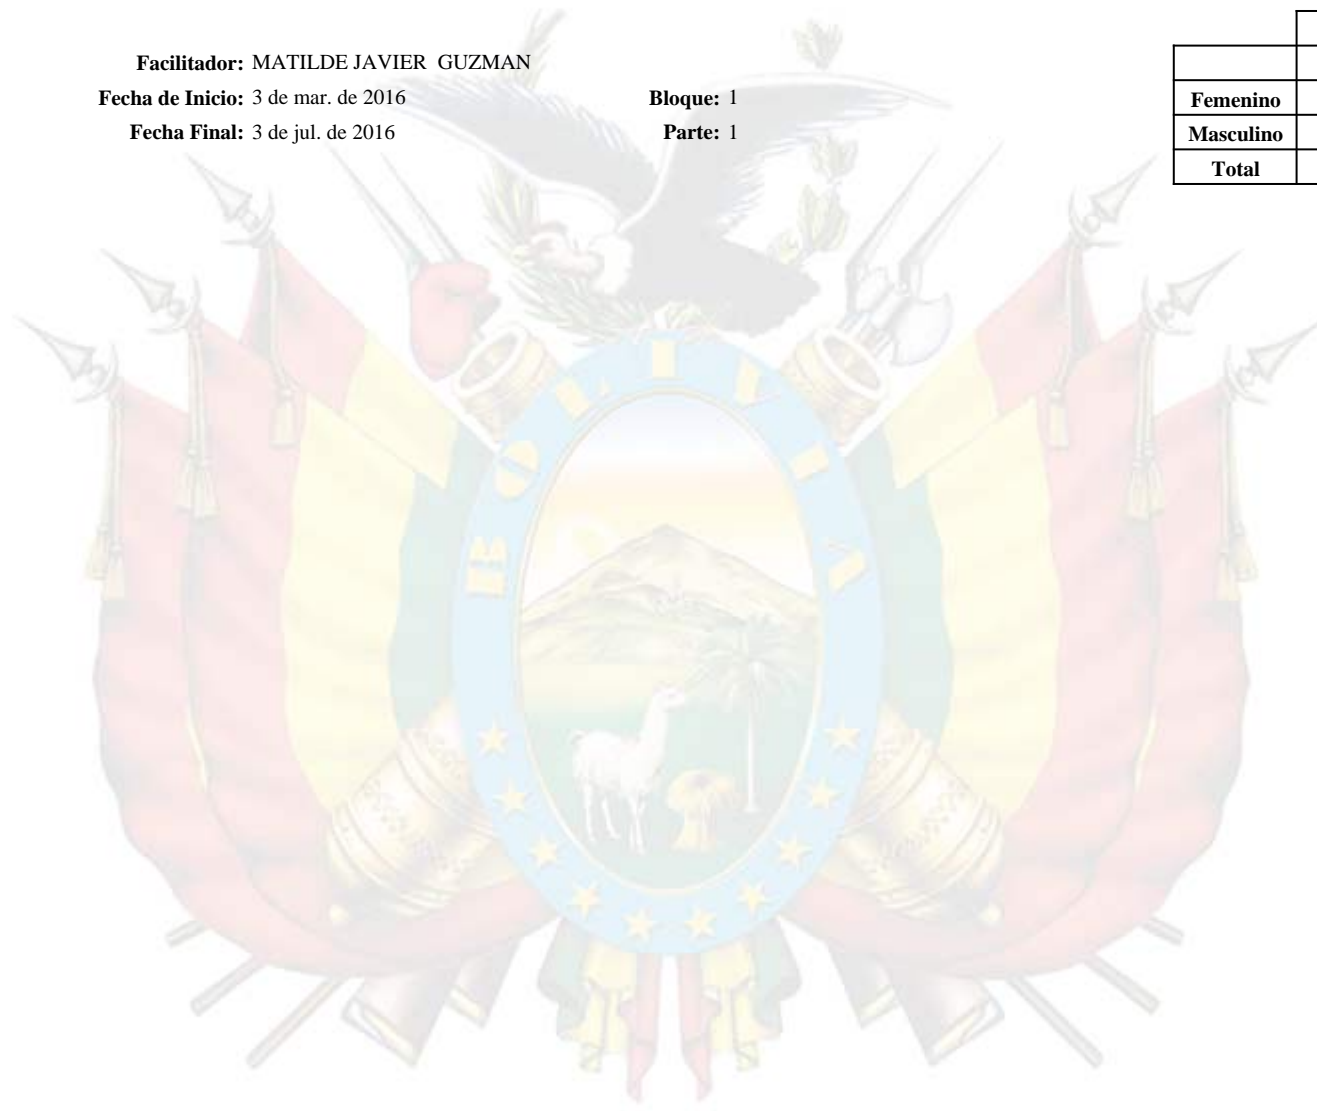 Facilitador: MATILDE JAVIER GUZMAN
Fecha de Inicio: 3 de mar. de 2016 Bloque: 1
Fecha Final: 3 de jul. de 2016 Parte: 1
Femenino
Masculino
Total
BOLIVIA